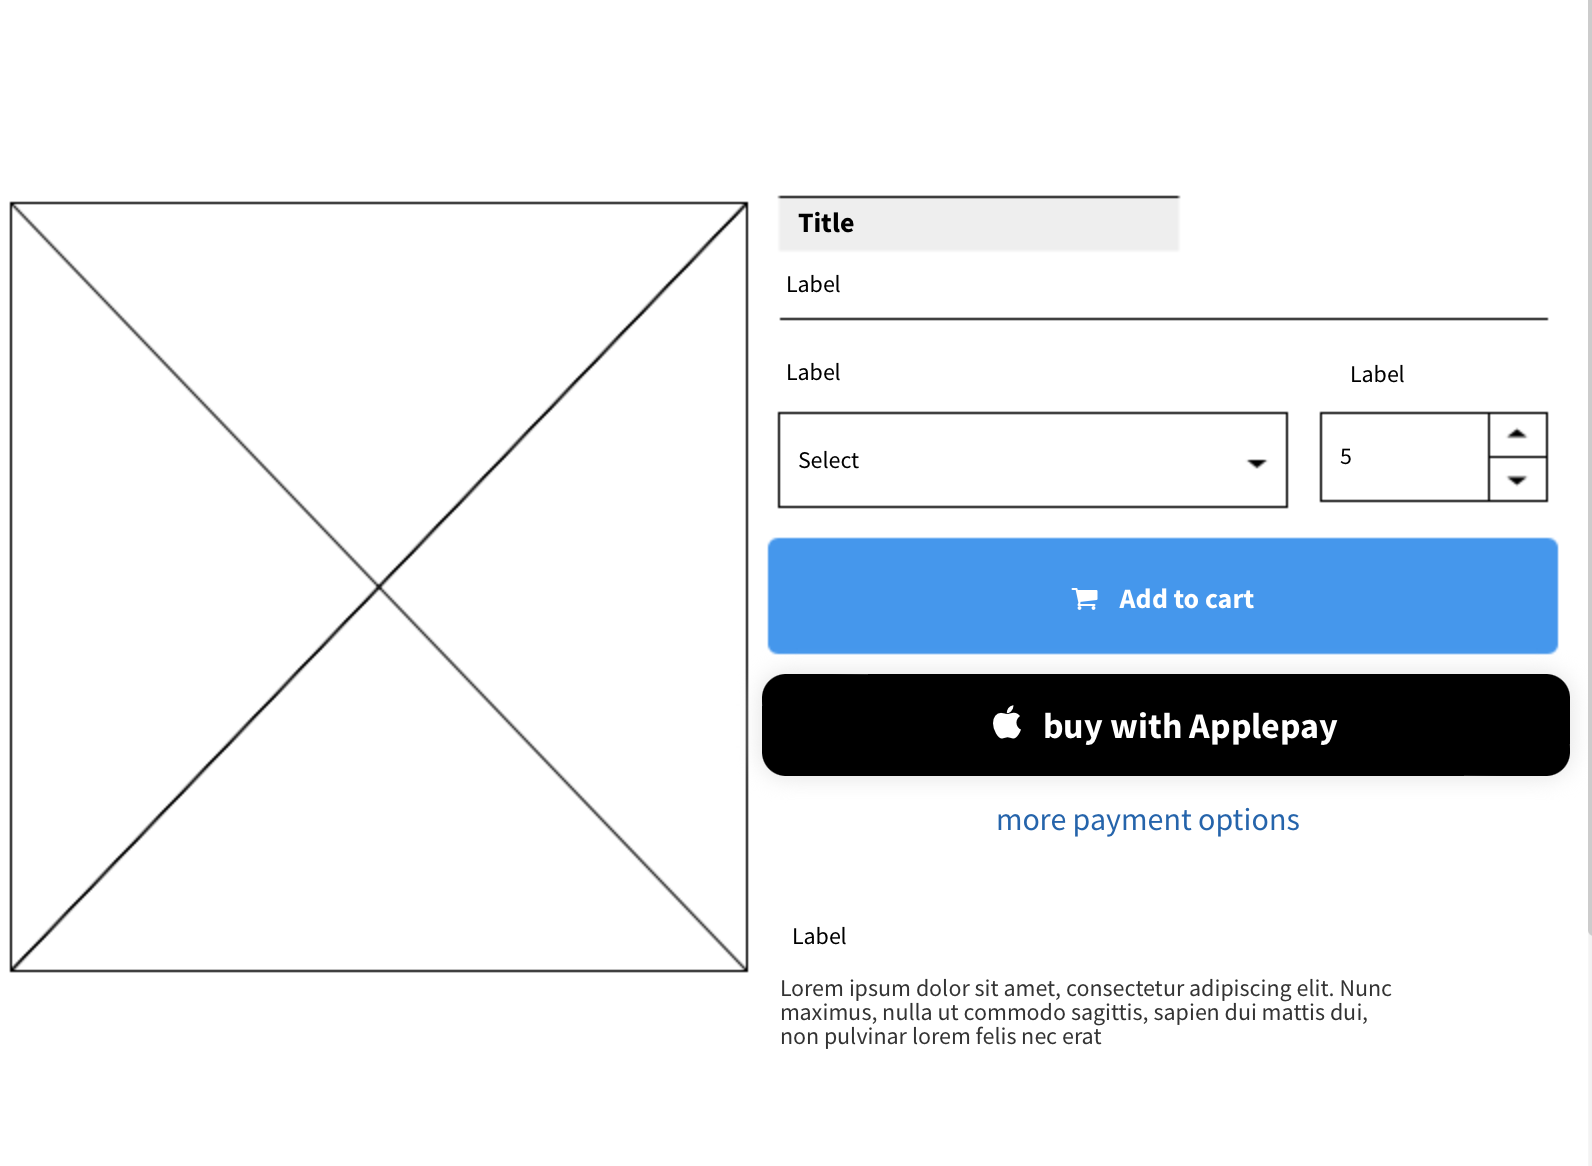 Title
Label
Label
Label
Select
5
Add to cart
buy with Applepay
more payment options
Label
Lorem ipsum dolor sit amet, consectetur adipiscing elit. Nunc
maximus, nulla ut commodo sagittis, sapien dui mattis dui,
non pulvinar lorem felis nec erat